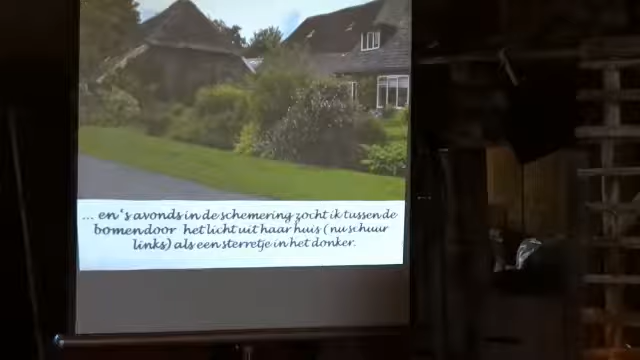 ... en 's avonds in de schemering zocht ik tussen de
bomen door het licht uit haar huis ( nu schuur
links) als een sterretje in het donker.